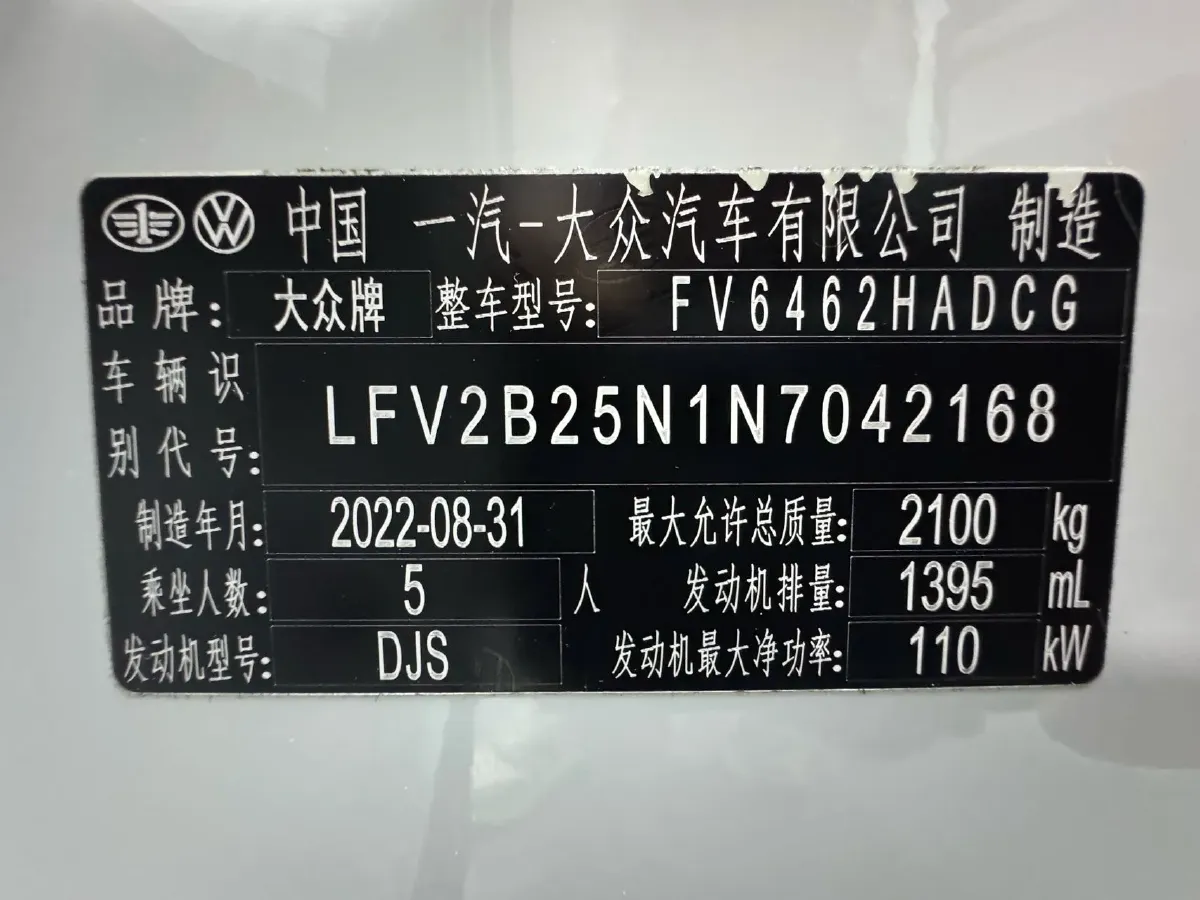 中国 一汽-大众汽车有限公司 制造
品牌: 大众牌 整车型号: FV6462HADCG
车辆识别代号: LFV2B25N1N7042168
制造年月: 2022-08-31 最大允许总质量: 2100 kg
乘坐人数: 5 人 发动机排量: 1395 mL
发动机型号: DJS 发动机最大净功率: 110 kW